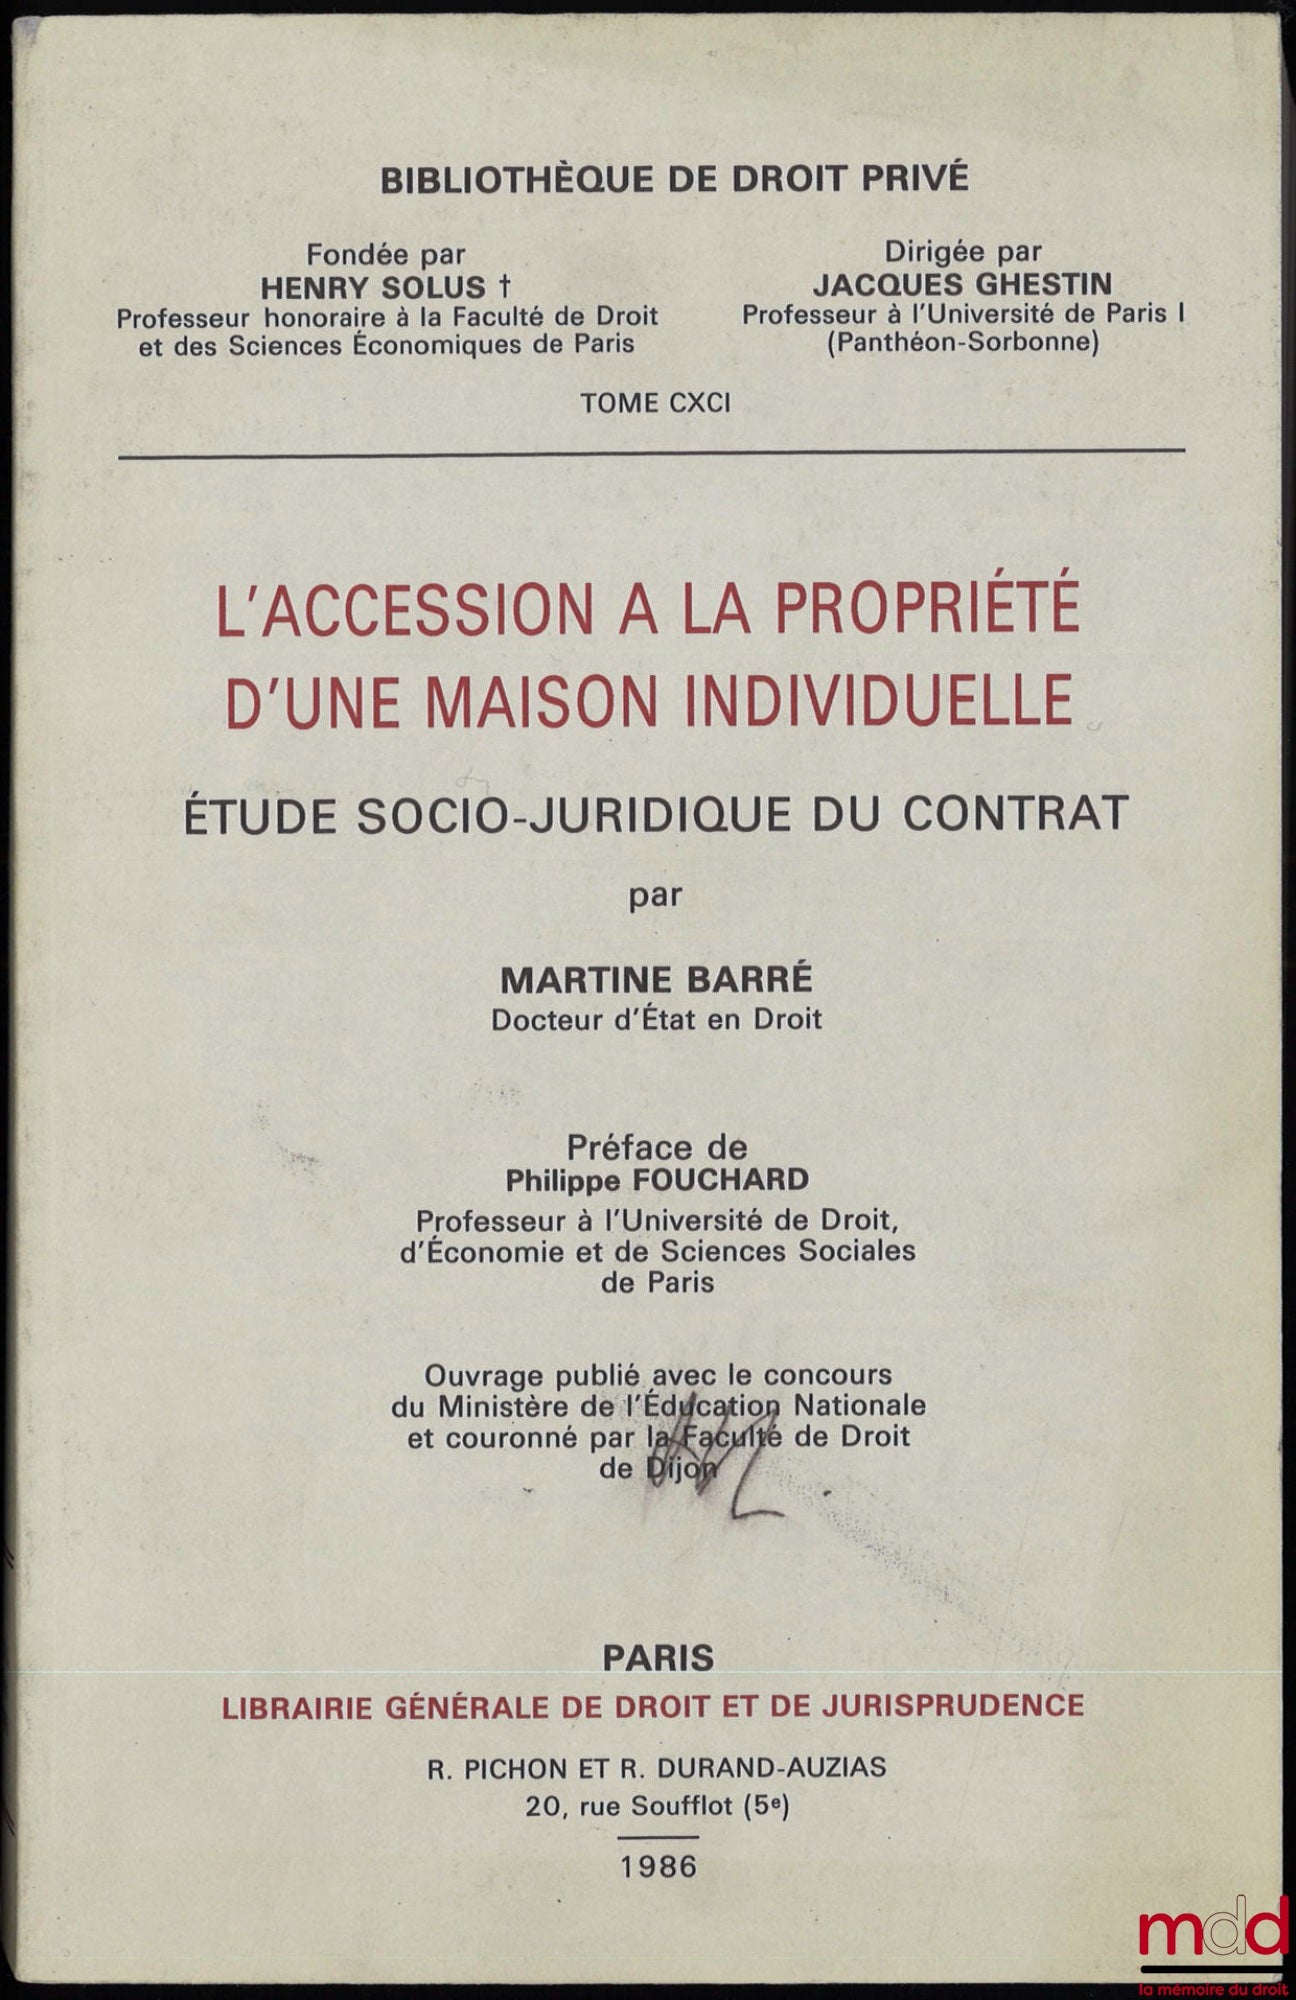 BIBLIOTHÈQUE DE DROIT PRIVÉ
Fondée par
HENRY SOLUS †
Professeur honoraire à la Faculté de Droit
et des Sciences Économiques de Paris
Dirigée par
JACQUES GHESTIN
Professeur à l'Université de Paris I
(Panthéon-Sorbonne)
TOME CXCI
L'ACCESSION A LA PROPRIÉTÉ
D'UNE MAISON INDIVIDUELLE
ÉTUDE SOCIO-JURIDIQUE DU CONTRAT
par
MARTINE BARRÉ
Docteur d'État en Droit
Préface de
Philippe FOUCHARD
Professeur à l'Université de Droit,
d'Économie et de Sciences Sociales
de Paris
Ouvrage publié avec le concours
du Ministère de l'Éducation Nationale
et couronné par la Faculté de Droit
de Dijon
PARIS
LIBRAIRIE GÉNÉRALE DE DROIT ET DE JURISPRUDENCE
R. PICHON ET R. DURAND-AUZIAS
20, rue Soufflot (5e)
1986
mdd
la mémoire du droit